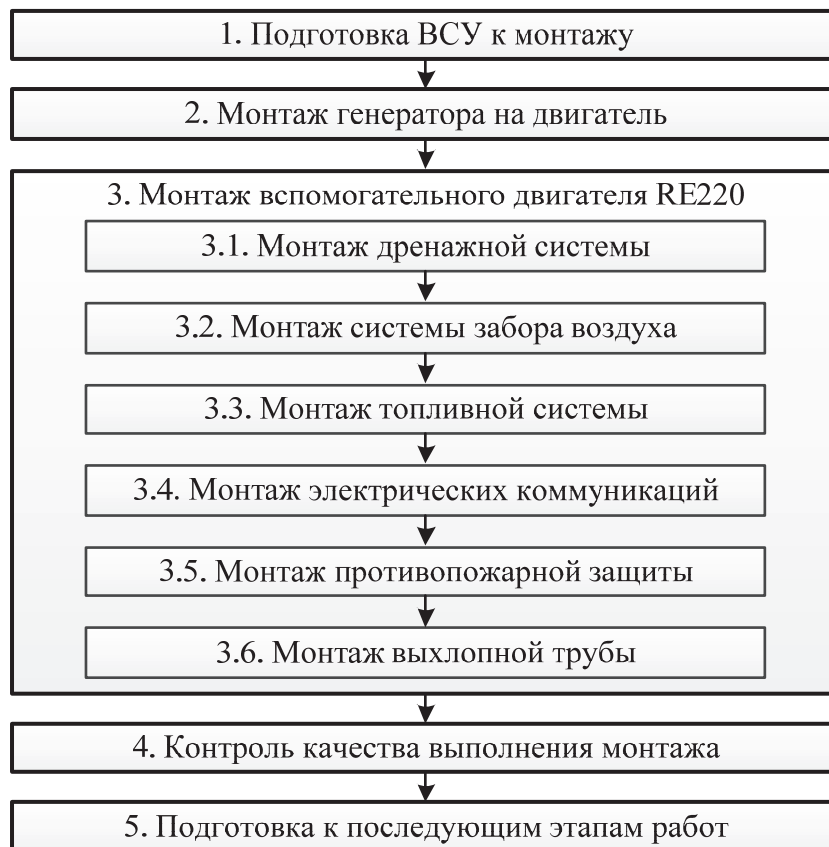 1. Подготовка ВСУ к монтажу
2. Монтаж генератора на двигатель
3. Монтаж вспомогательного двигателя RE220
3.1. Монтаж дренажной системы
3.2. Монтаж системы забора воздуха
3.3. Монтаж топливной системы
3.4. Монтаж электрических коммуникаций
3.5. Монтаж противопожарной защиты
3.6. Монтаж выхлопной трубы
4. Контроль качества выполнения монтажа
5. Подготовка к последующим этапам работ